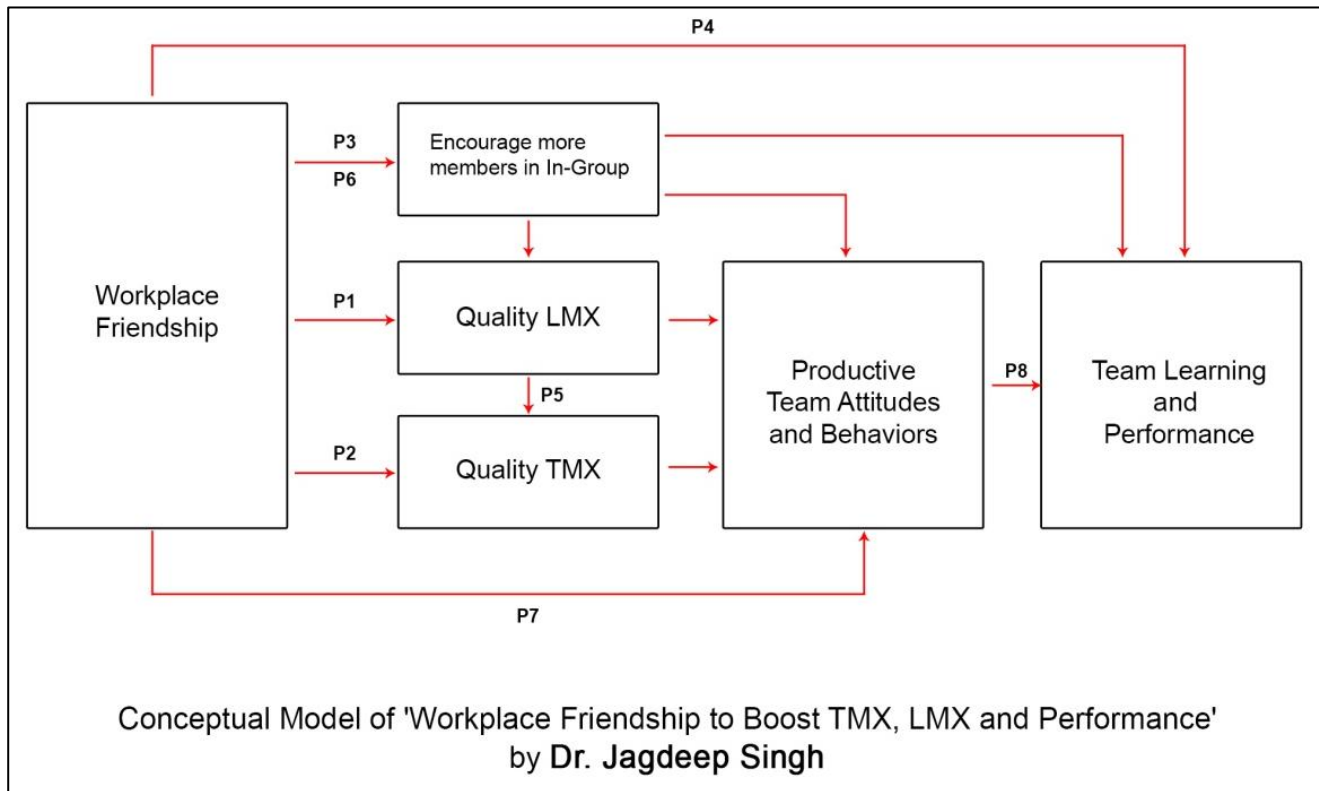 P4
P3
P6
Encourage more
members in In-Group
Workplace
Friendship
P1
Quality LMX
P5
P2
Quality TMX
Productive
Team Attitudes
and Behaviors
P8
Team Learning
and
Performance
P7
Conceptual Model of 'Workplace Friendship to Boost TMX, LMX and Performance'
by Dr. Jagdeep Singh